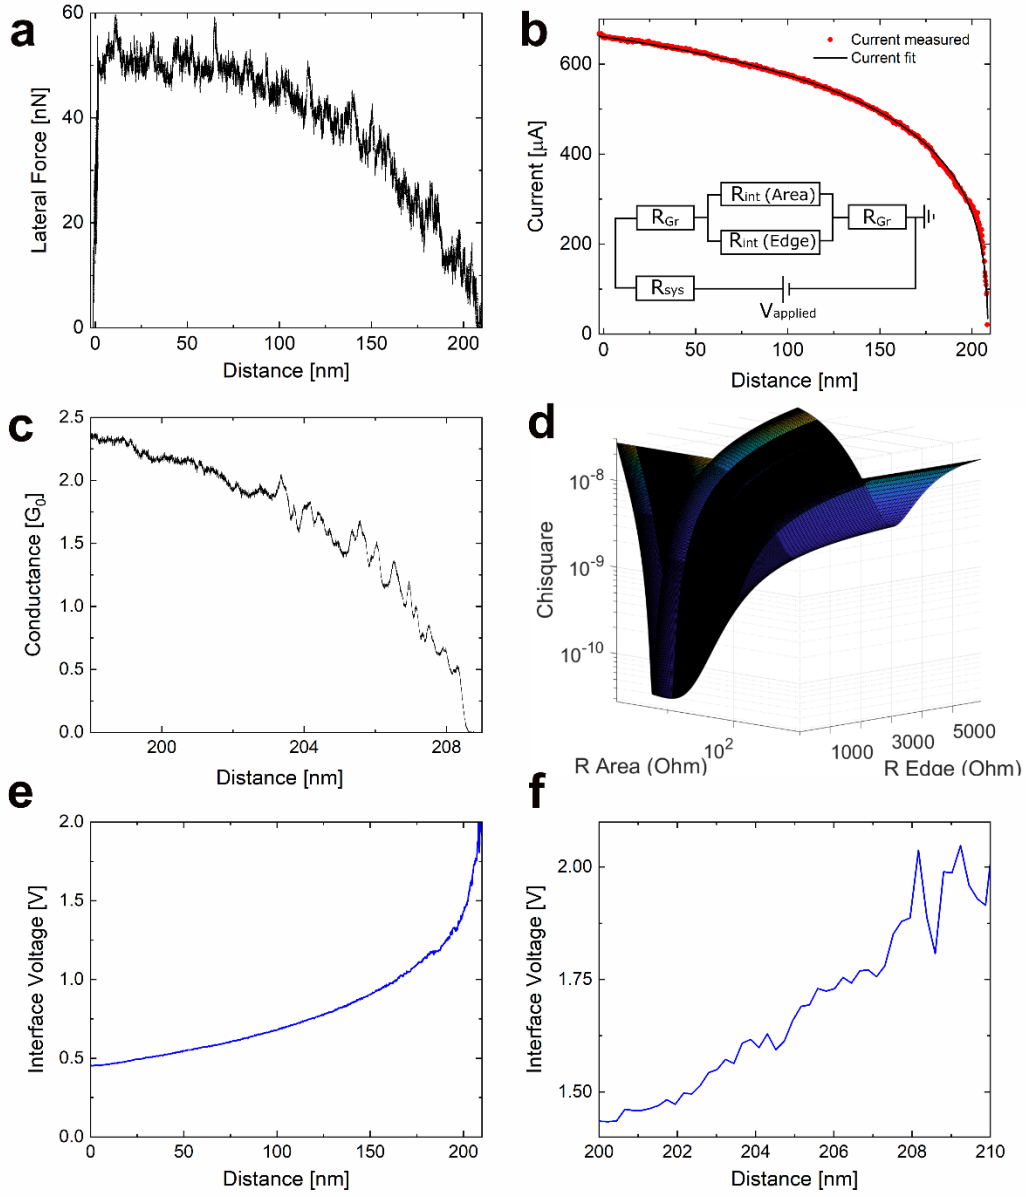 a
60
40
20
0
Lateral Force [nN]
0 50 100 150 200
Distance [nm]
b
600
400
200
0
Current [µA]
Current measured
Current fit
Rint (Area)
RGr
RGr
Rint (Edge)
Rsys
Vapplied
0 50 100 150 200
Distance [nm]
c
2.5
2.0
1.5
1.0
0.5
0.0
Conductance [G0]
200 204 208
Distance [nm]
d
10-8
10-9
10-10
Chisquare
102
R Area (Ohm)
1000 3000 5000
R Edge (Ohm)
e
2.0
1.5
1.0
0.5
0.0
Interface Voltage [V]
0 50 100 150 200
Distance [nm]
f
2.00
1.75
1.50
Interface Voltage [V]
200 202 204 206 208 210
Distance [nm]